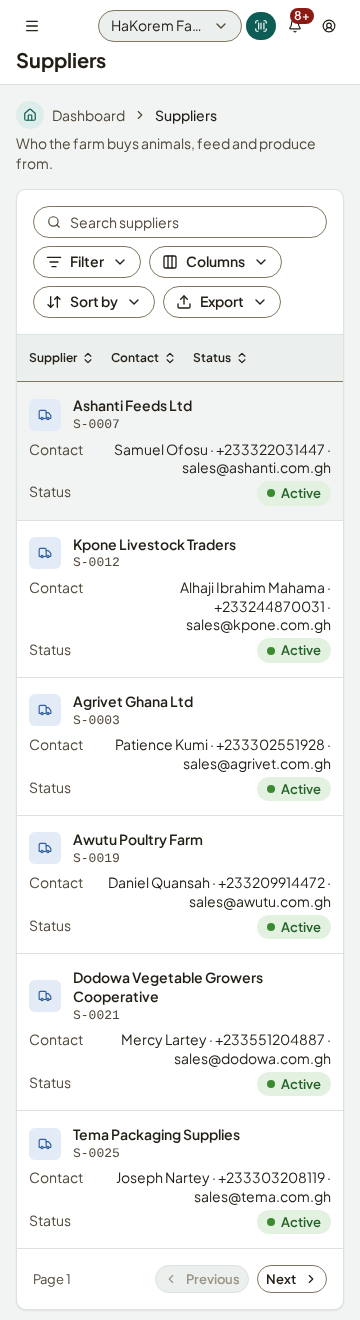 HaKorem Fa...
8+
Suppliers
Dashboard > Suppliers
Who the farm buys animals, feed and produce
from.
Search suppliers
Filter
Columns
Sort by
Export
Supplier Contact Status
Ashanti Feeds Ltd
S-0007
Contact Samuel Ofosu · +233322031447 ·
sales@ashanti.com.gh
Status Active
Kpone Livestock Traders
S-0012
Contact Alhaji Ibrahim Mahama ·
+233244870031 ·
sales@kpone.com.gh
Status Active
Agrivet Ghana Ltd
S-0003
Contact Patience Kumi · +233302551928 ·
sales@agrivet.com.gh
Status Active
Awutu Poultry Farm
S-0019
Contact Daniel Quansah · +233209914472 ·
sales@awutu.com.gh
Status Active
Dodowa Vegetable Growers
Cooperative
S-0021
Contact Mercy Lartey · +233551204887 ·
sales@dodowa.com.gh
Status Active
Tema Packaging Supplies
S-0025
Contact Joseph Nartey · +233303208119 ·
sales@tema.com.gh
Status Active
Page 1 Previous Next